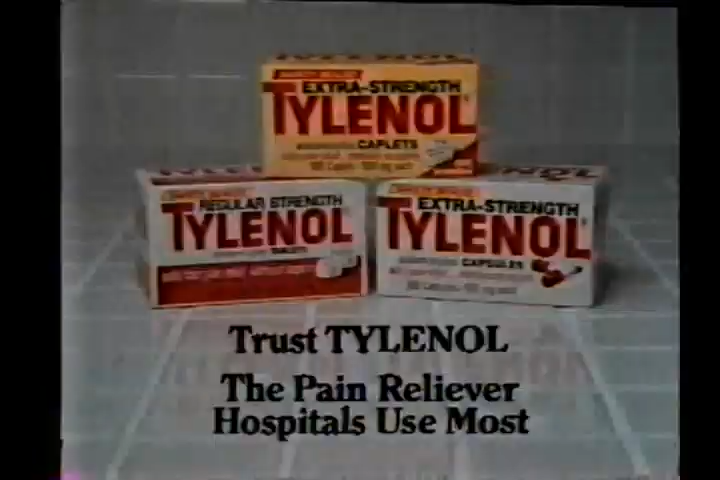 EXTRA-STRENGTH
TYLENOL
CAPLETS
REGULAR STRENGTH
TYLENOL
TABLETS
EXTRA-STRENGTH
TYLENOL
CAPSULES
Trust TYLENOL
The Pain Reliever
Hospitals Use Most